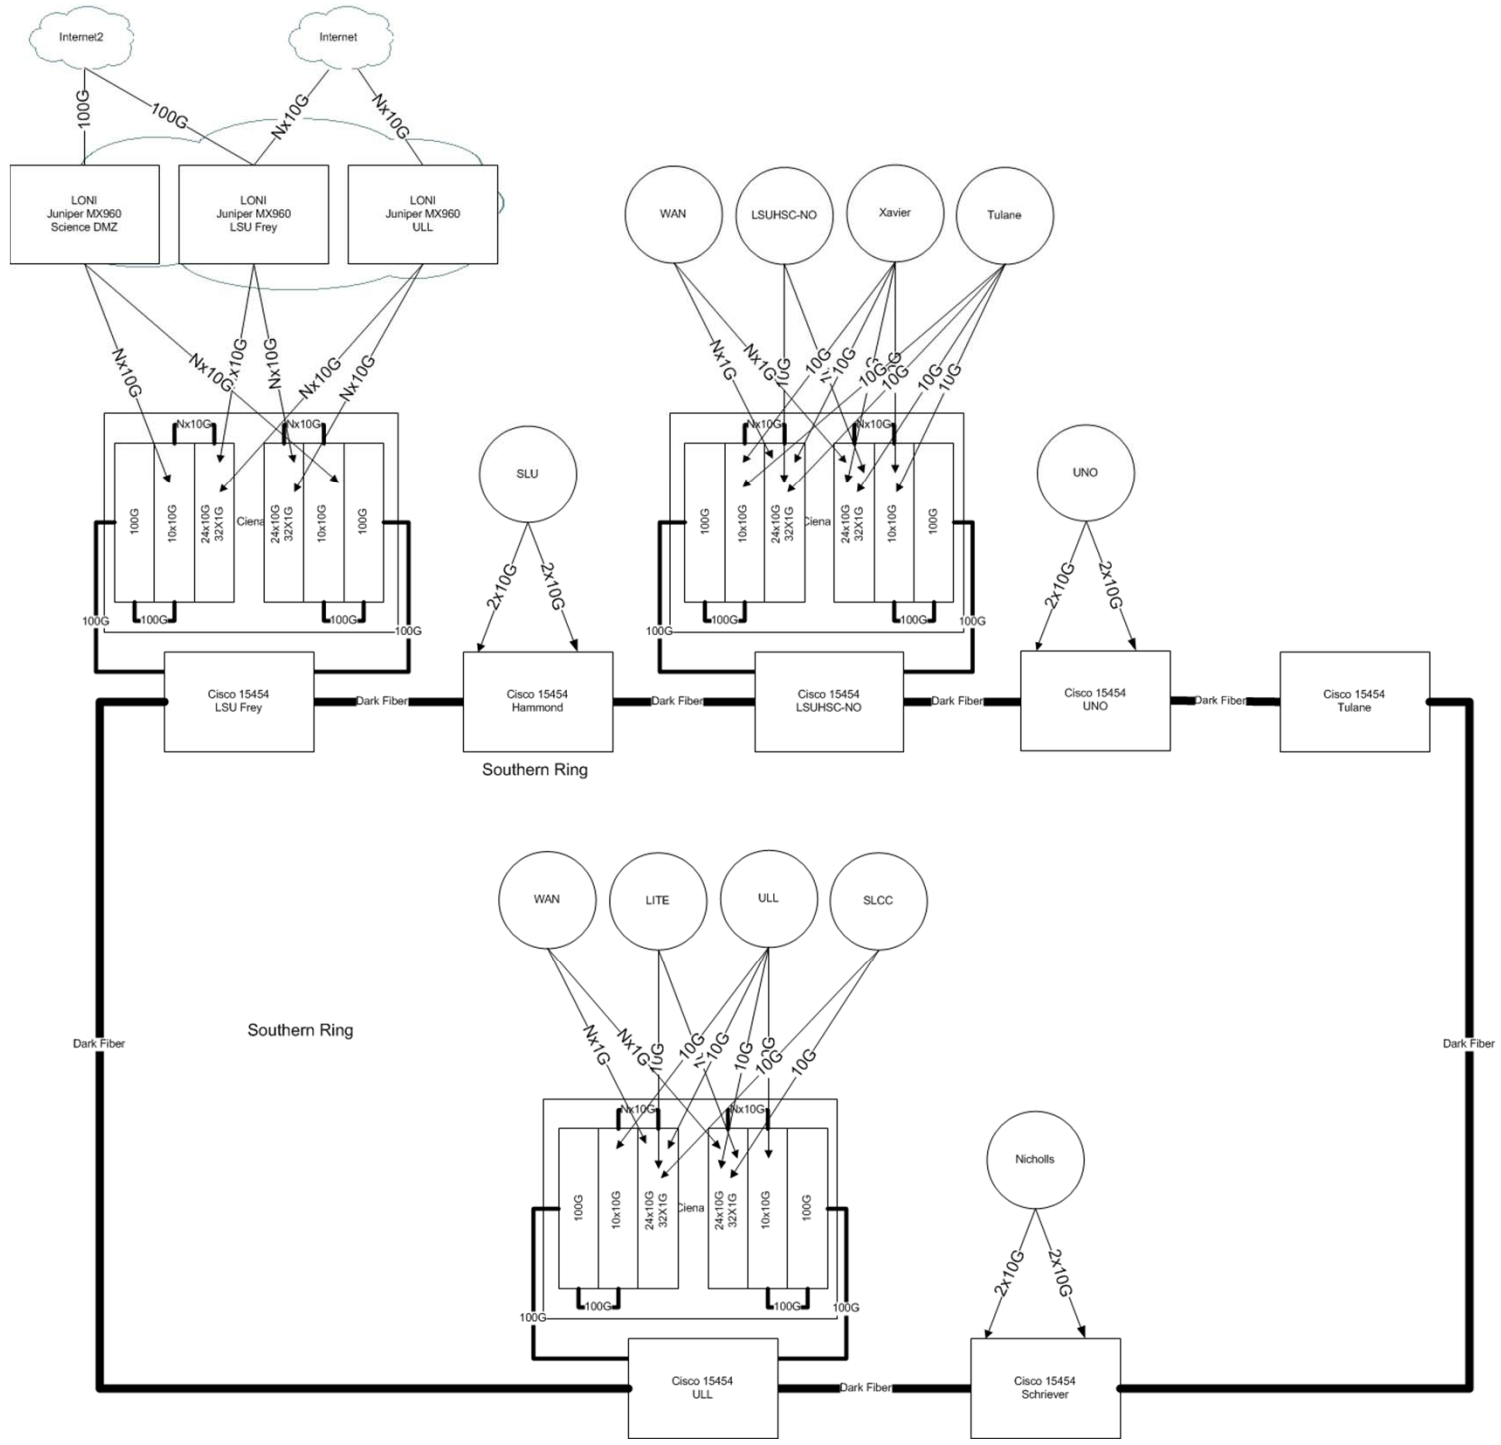 Internet2
Internet
100G
100G
Nx10G
Nx10G
LONI
Juniper MX960
Science DMZ
LONI
Juniper MX960
LSU Frey
LONI
Juniper MX960
ULL
WAN
LSUHSC-NO
Xavier
Tulane
Nx10G
Nx10G
x10G
Nx10G
Nx10G
Nx10G
Nx1G
Nx1G
10G
10G
10G
10G
10G
10G
10G
Nx10G
Nx10G
Nx10G
Nx10G
SLU
UNO
100G
10x10G
24x10G
32X1G
Ciena
24x10G
32X1G
10x10G
100G
100G
10x10G
24x10G
32X1G
Ciena
24x10G
32X1G
10x10G
100G
2x10G
2x10G
2x10G
2x10G
100G
100G
100G
100G
100G
100G
100G
100G
Cisco 15454
LSU Frey
Dark Fiber
Cisco 15454
Hammond
Dark Fiber
Cisco 15454
LSUHSC-NO
Dark Fiber
Cisco 15454
UNO
Dark Fiber
Cisco 15454
Tulane
Southern Ring
WAN
LITE
ULL
SLCC
Southern Ring
Dark Fiber
Dark Fiber
Nx1G
Nx1G
10G
10G
10G
10G
10G
10G
10G
Nx10G
Nx10G
Nicholls
100G
10x10G
24x10G
32X1G
Ciena
24x10G
32X1G
10x10G
100G
2x10G
2x10G
100G
100G
100G
100G
Cisco 15454
ULL
Dark Fiber
Cisco 15454
Schriever